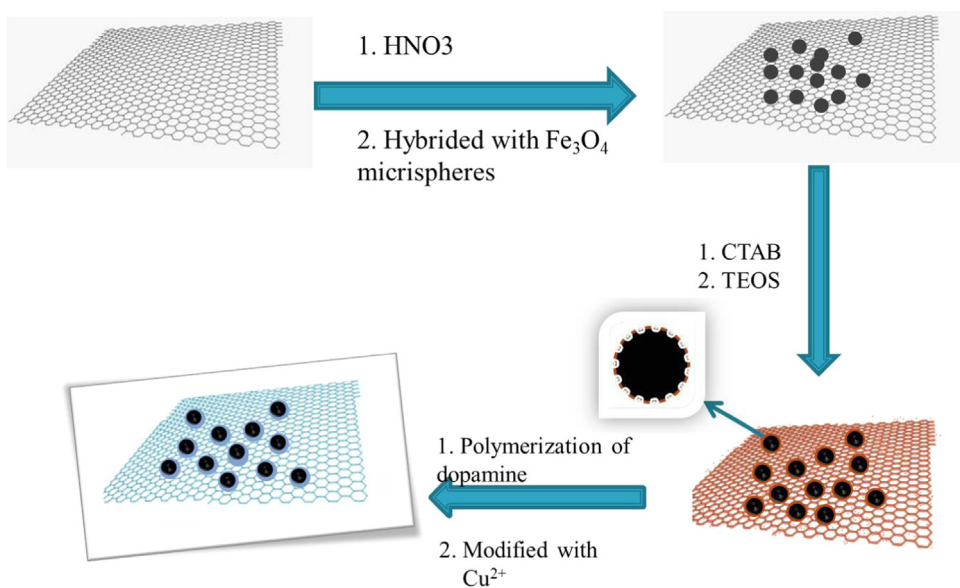 1. HNO3
2. Hybrided with Fe₃O₄
micrispheres
1. CTAB
2. TEOS
1. Polymerization of
dopamine
2. Modified with
Cu²⁺